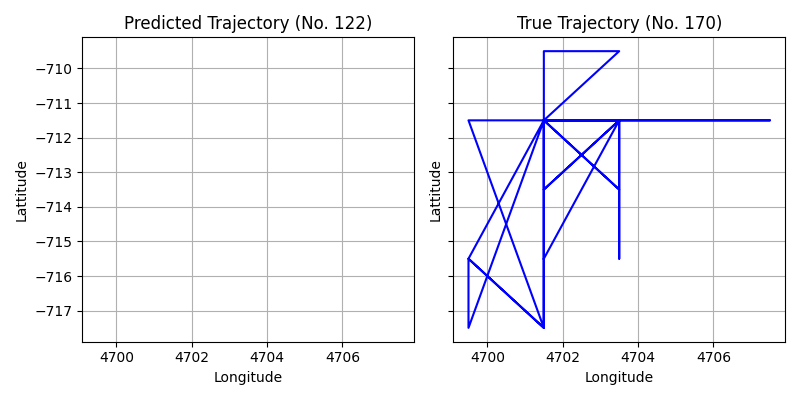 Predicted Trajectory (No. 122)
−710
−711
−712
−713
−714
−715
−716
−717
Lattitude
4700 4702 4704 4706
Longitude
True Trajectory (No. 170)
Lattitude
4700 4702 4704 4706
Longitude